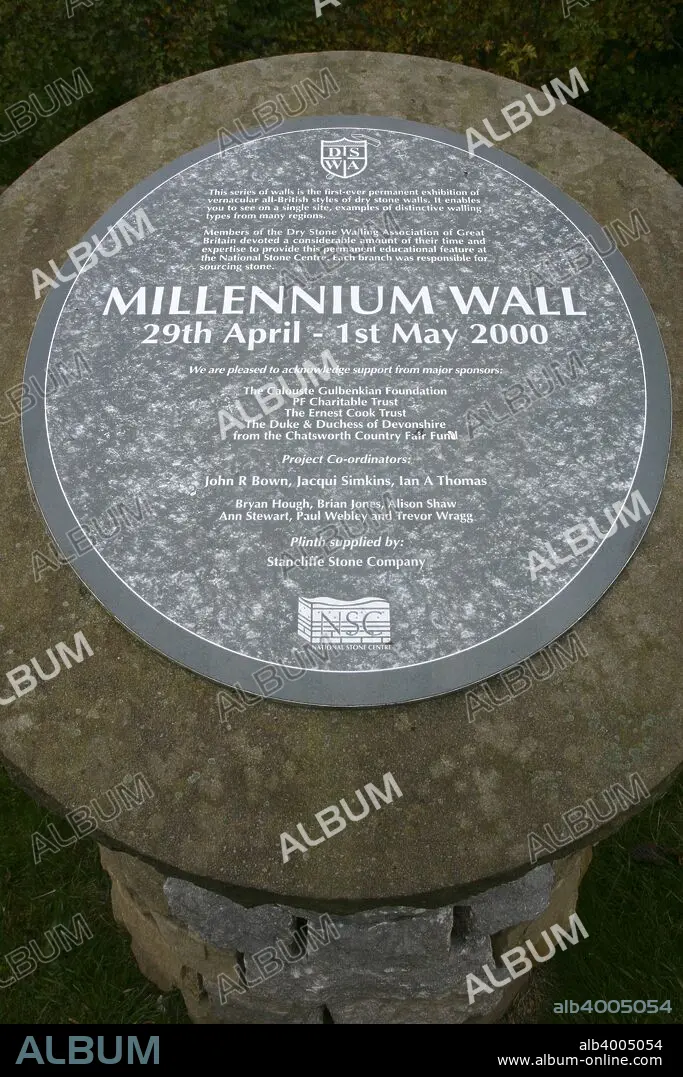 DS
WA
This series of walls is the first-ever permanent exhibition of
vernacular all-British styles of dry stone walls. It enables
you to see on a single site, examples of distinctive walling
types from many regions.
Members of the Dry Stone Walling Association of Great
Britain devoted a considerable amount of their time and
expertise to provide this permanent educational feature at
the National Stone Centre. Each branch was responsible for
sourcing stone.
MILLENNIUM WALL
29th April - 1st May 2000
We are pleased to acknowledge support from major sponsors:
The Calouste Gulbenkian Foundation
PF Charitable Trust
The Ernest Cook Trust
The Duke & Duchess of Devonshire
from the Chatsworth Country Fair Fund
Project Co-ordinators:
John R Bown, Jacqui Simkins, Ian A Thomas
Bryan Hough, Brian Jones, Alison Shaw
Ann Stewart, Paul Webley and Trevor Wragg
Plinth supplied by:
Stancliffe Stone Company
NSC
NATIONAL STONE CENTRE
alb4005054
ALBUM
alb4005054
www.album-online.com